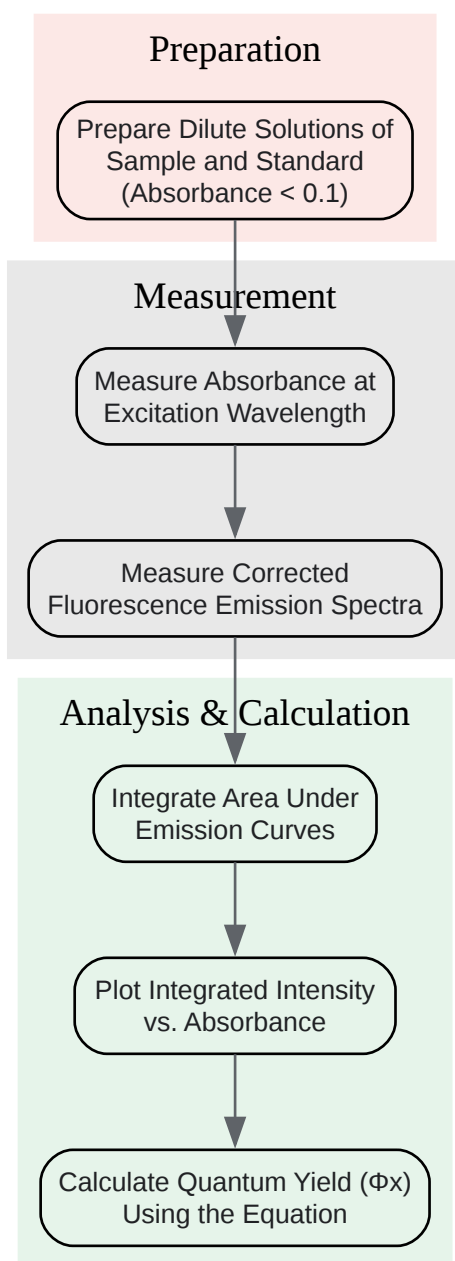 Preparation
Prepare Dilute Solutions of
Sample and Standard
(Absorbance < 0.1)
Measurement
Measure Absorbance at
Excitation Wavelength
Measure Corrected
Fluorescence Emission Spectra
Analysis & Calculation
Integrate Area Under
Emission Curves
Plot Integrated Intensity
vs. Absorbance
Calculate Quantum Yield (Φx)
Using the Equation